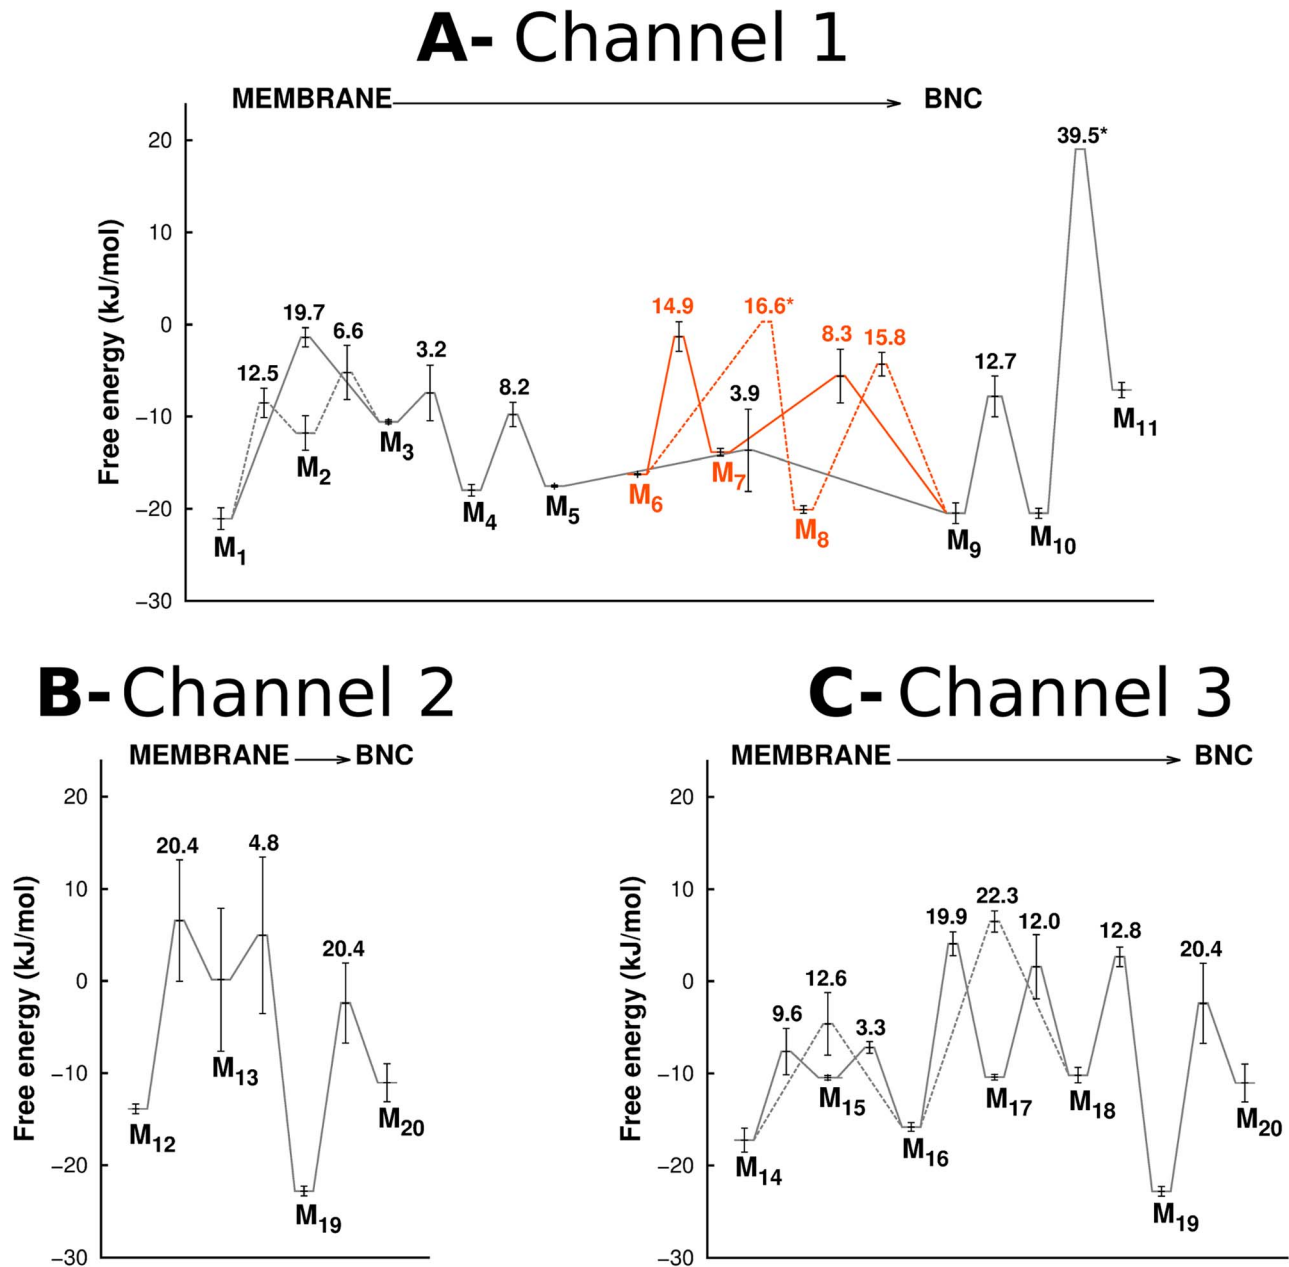 A- Channel 1
MEMBRANE BNC
Free energy (kJ/mol)
20
10
0
−10
−20
−30
12.5
19.7
6.6
3.2
8.2
14.9
16.6*
3.9
8.3
15.8
12.7
39.5*
M1
M2
M3
M4
M5
M6
M7
M8
M9
M10
M11
B- Channel 2
MEMBRANE BNC
Free energy (kJ/mol)
20
10
0
−10
−20
−30
20.4
4.8
20.4
M12
M13
M19
M20
C- Channel 3
MEMBRANE BNC
Free energy (kJ/mol)
20
10
0
−10
−20
−30
9.6
12.6
3.3
19.9
22.3
12.0
12.8
20.4
M14
M15
M16
M17
M18
M19
M20